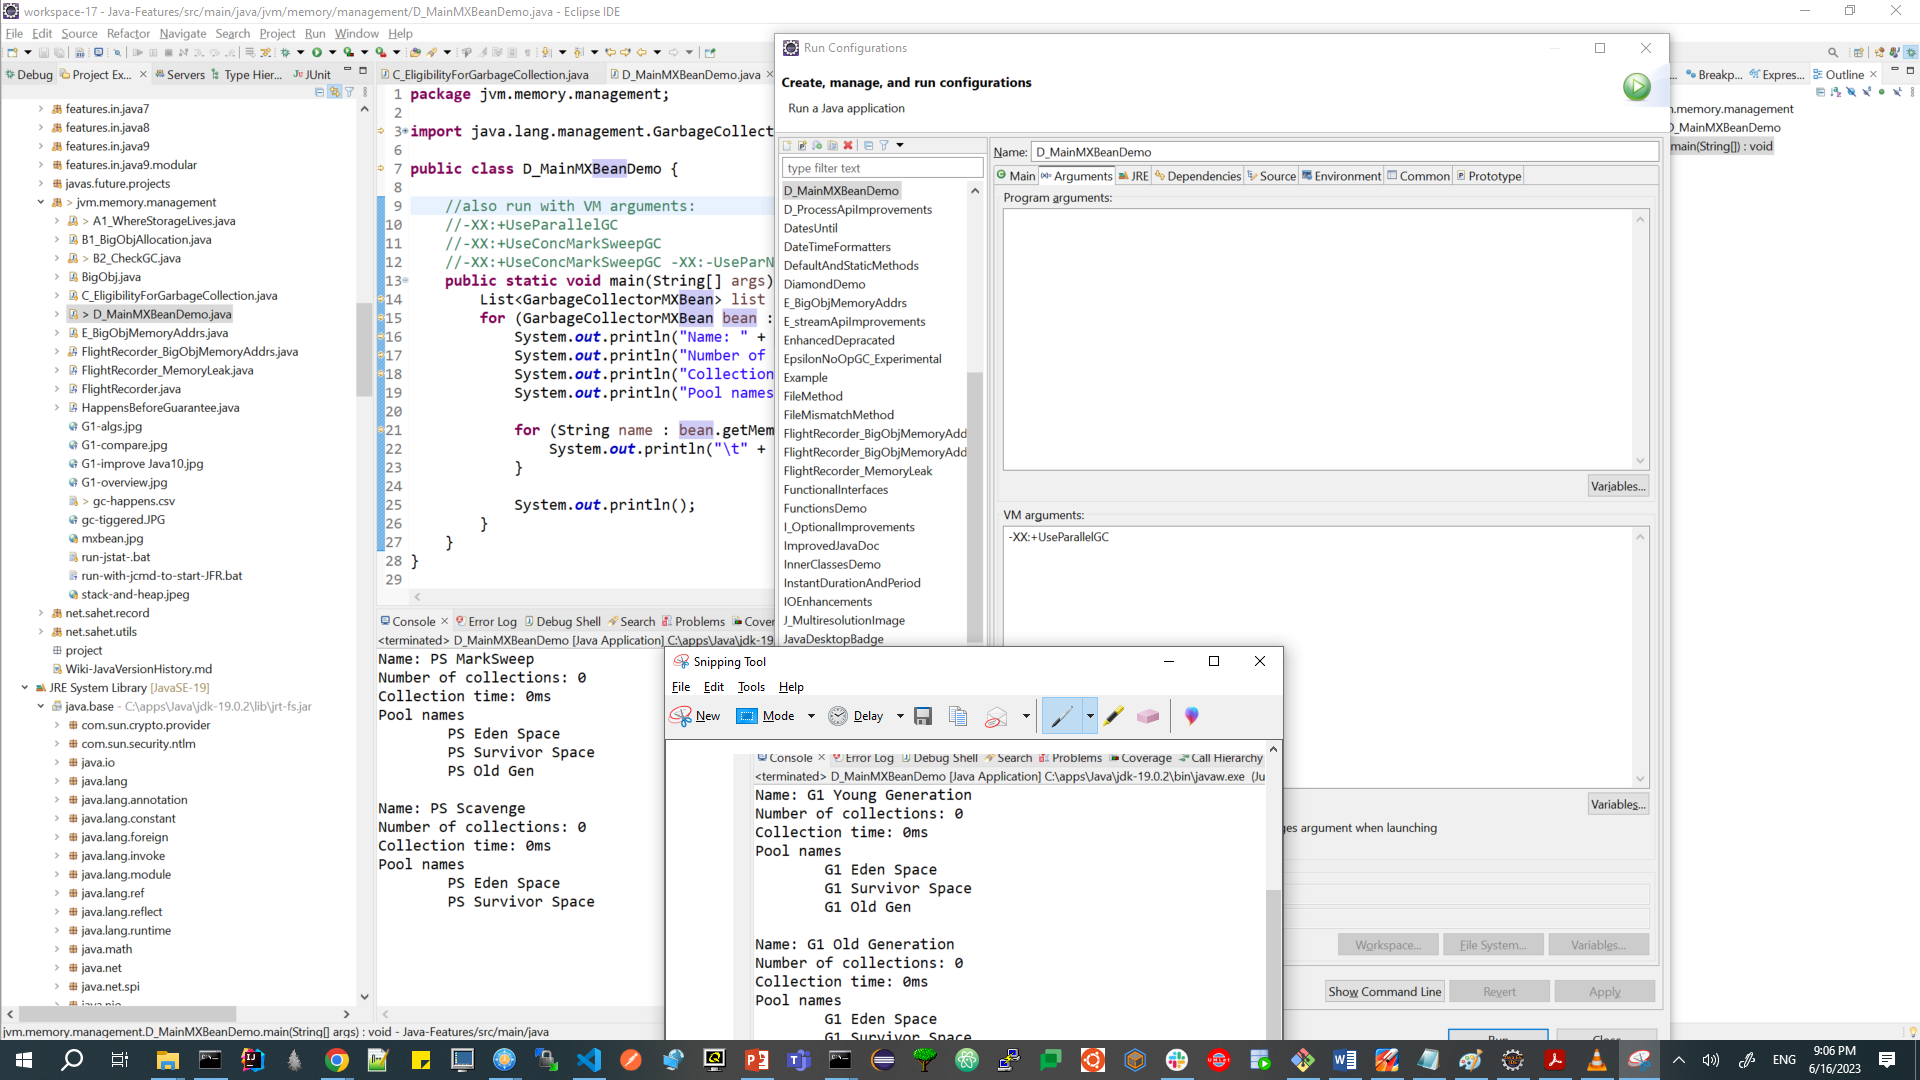 workspace-17 - Java-Features/src/main/java/jvm/memory/management/D_MainMXBeanDemo.java - Eclipse IDE
File Edit Source Refactor Navigate Search Project Run Window Help
Debug Project Ex... Servers Type Hier... JUnit
features.in.java7
features.in.java8
features.in.java9
features.in.java9.modular
javas.future.projects
> jvm.memory.management
> A1_WhereStorageLives.java
B1_BigObjAllocation.java
> B2_CheckGC.java
BigObj.java
C_EligibilityForGarbageCollection.java
> D_MainMXBeanDemo.java
E_BigObjMemoryAddrs.java
FlightRecorder_BigObjMemoryAddrs.java
FlightRecorder_MemoryLeak.java
FlightRecorder.java
HappensBeforeGuarantee.java
G1-algs.jpg
G1-compare.jpg
G1-improve Java10.jpg
G1-overview.jpg
> gc-happens.csv
gc-tiggered.JPG
mxbean.jpg
run-jstat-.bat
run-with-jcmd-to-start-JFR.bat
stack-and-heap.jpeg
net.sahet.record
net.sahet.utils
project
Wiki-JavaVersionHistory.md
JRE System Library [JavaSE-19]
java.base - C:\apps\Java\jdk-19.0.2\lib\jrt-fs.jar
com.sun.crypto.provider
com.sun.security.ntlm
java.io
java.lang
java.lang.annotation
java.lang.constant
java.lang.foreign
java.lang.invoke
java.lang.module
java.lang.ref
java.lang.reflect
java.lang.runtime
java.math
java.net
java.net.spi
java.nio
C_EligibilityForGarbageCollection.java D_MainMXBeanDemo.java
1 package jvm.memory.management;
2
3 import java.lang.management.GarbageCollect
6
7 public class D_MainMXBeanDemo {
8
9 //also run with VM arguments:
10 //-XX:+UseParallelGC
11 //-XX:+UseConcMarkSweepGC
12 //-XX:+UseConcMarkSweepGC -XX:-UseParN
13 public static void main(String[] args)
14 List<GarbageCollectorMXBean> list
15 for (GarbageCollectorMXBean bean :
16 System.out.println("Name: " +
17 System.out.println("Number of
18 System.out.println("Collection
19 System.out.println("Pool names
20
21 for (String name : bean.getMem
22 System.out.println("\t" +
23 }
24
25 System.out.println();
26 }
27 }
28 }
29
Console Error Log Debug Shell Search Problems Cover
<terminated> D_MainMXBeanDemo [Java Application] C:\apps\Java\jdk-19.
Name: PS MarkSweep
Number of collections: 0
Collection time: 0ms
Pool names
PS Eden Space
PS Survivor Space
PS Old Gen
Name: PS Scavenge
Number of collections: 0
Collection time: 0ms
Pool names
PS Eden Space
PS Survivor Space
Run Configurations
Create, manage, and run configurations
Run a Java application
type filter text
D_MainMXBeanDemo
D_ProcessApiImprovements
DatesUntil
DateTimeFormatters
DefaultAndStaticMethods
DiamondDemo
E_BigObjMemoryAddrs
E_streamApiImprovements
EnhancedDepracated
EpsilonNoOpGC_Experimental
Example
FileMethod
FileMismatchMethod
FlightRecorder_BigObjMemoryAdd
FlightRecorder_BigObjMemoryAdd
FlightRecorder_MemoryLeak
FunctionalInterfaces
FunctionsDemo
I_OptionalImprovements
ImprovedJavaDoc
InnerClassesDemo
InstantDurationAndPeriod
IOEnhancements
J_MultiresolutionImage
JavaDesktopBadge
Name: D_MainMXBeanDemo
Main Arguments JRE Dependencies Source Environment Common Prototype
Program arguments:
Variables...
VM arguments:
-XX:+UseParallelGC
Variables...
es argument when launching
Workspace... File System... Variables...
Show Command Line Revert Apply
Run Close
Breakp... Expres... Outline
m.memory.management
D_MainMXBeanDemo
main(String[]) : void
Snipping Tool
File Edit Tools Help
New Mode Delay
Console Error Log Debug Shell Search Problems Coverage Call Hierarchy
<terminated> D_MainMXBeanDemo [Java Application] C:\apps\Java\jdk-19.0.2\bin\javaw.exe (Ju
Name: G1 Young Generation
Number of collections: 0
Collection time: 0ms
Pool names
G1 Eden Space
G1 Survivor Space
G1 Old Gen
Name: G1 Old Generation
Number of collections: 0
Collection time: 0ms
Pool names
G1 Eden Space
G1 Survivor Space
jvm.memory.management.D_MainMXBeanDemo.main(String[] args) : void - Java-Features/src/main/java
ENG
9:06 PM
6/16/2023